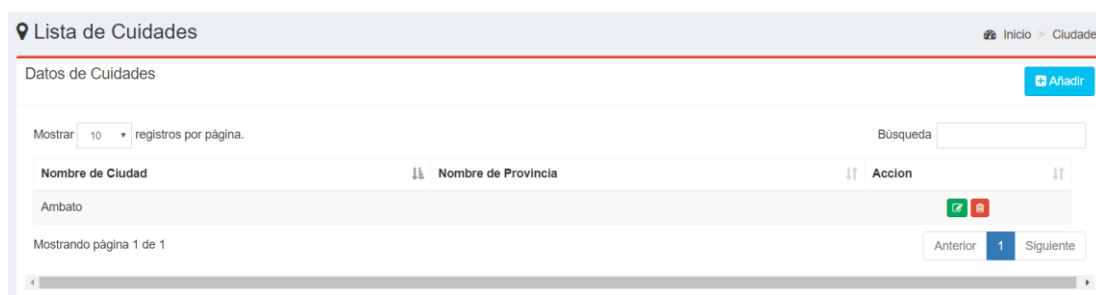 Lista de Cuidades
Inicio > Ciudade
Datos de Cuidades
Añadir
Mostrar 10 registros por página.
Búsqueda
Nombre de Ciudad Nombre de Provincia Accion
Ambato
Mostrando página 1 de 1
Anterior 1 Siguiente